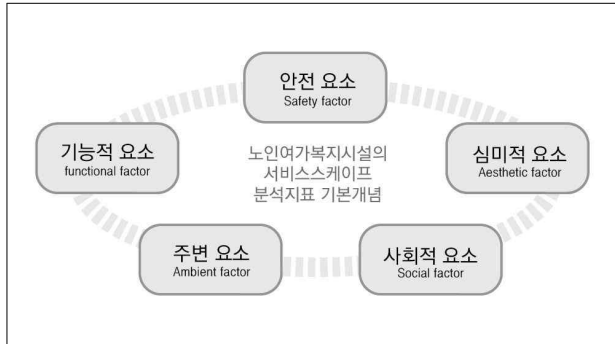 안전 요소
Safety factor
기능적 요소
functional factor
노인여가복지시설의
서비스스케이프
분석지표 기본개념
심미적 요소
Aesthetic factor
주변 요소
Ambient factor
사회적 요소
Social factor